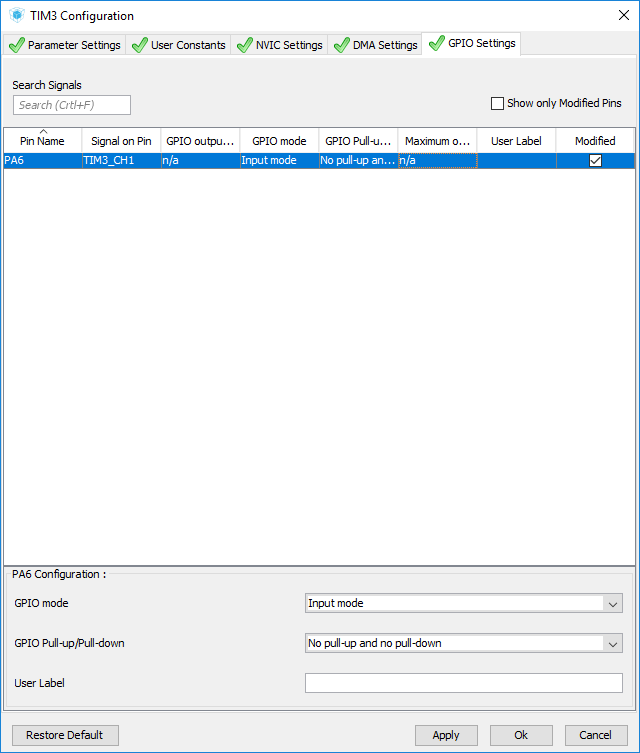 TIM3 Configuration
Parameter Settings User Constants NVIC Settings DMA Settings GPIO Settings
Search Signals
Search (Crtl+F)
Show only Modified Pins
Pin Name Signal on Pin GPIO outpu... GPIO mode GPIO Pull-u... Maximum o... User Label Modified
PA6 TIM3_CH1 n/a Input mode No pull-up an... n/a
PA6 Configuration :
GPIO mode Input mode
GPIO Pull-up/Pull-down No pull-up and no pull-down
User Label
Restore Default Apply Ok Cancel